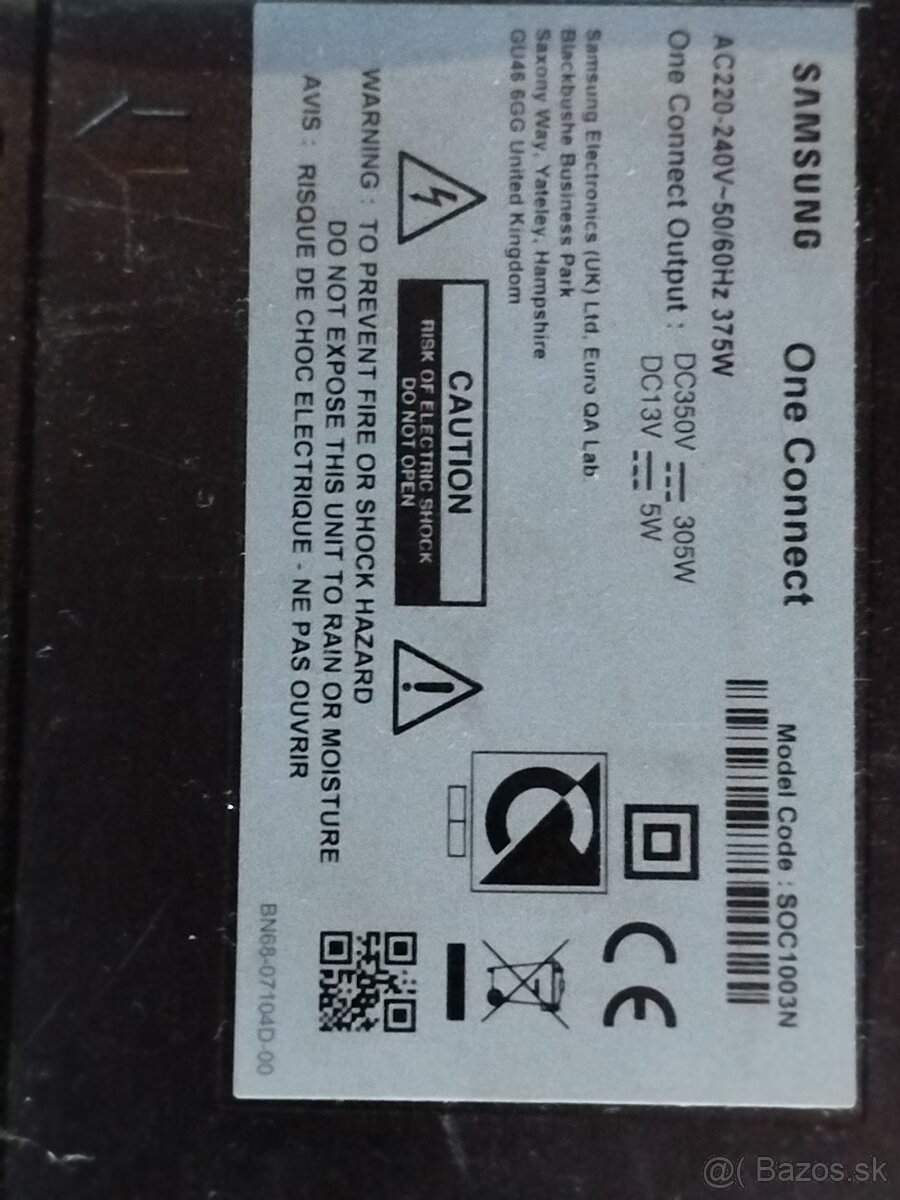 SAMSUNG One Connect
Model Code : SOC1003N
AC220-240V~50/60Hz 375W
One Connect Output : DC350V ⎓ 305W
DC13V ⎓ 5W
Samsung Electronics (UK) Ltd, Euro QA Lab.
Blackbushe Business Park
Saxony Way, Yateley, Hampshire
GU46 6GG United Kingdom
CAUTION
RISK OF ELECTRIC SHOCK
DO NOT OPEN
WARNING : TO PREVENT FIRE OR SHOCK HAZARD
DO NOT EXPOSE THIS UNIT TO RAIN OR MOISTURE
AVIS : RISQUE DE CHOC ELECTRIQUE - NE PAS OUVRIR
CE
BN68-07104D-00
@( Bazos.sk